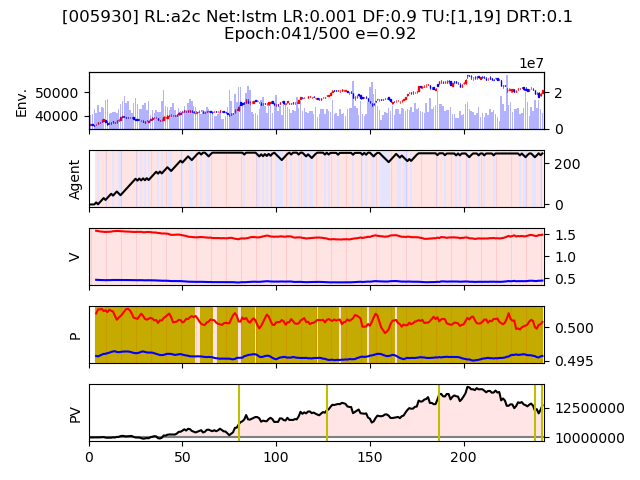 [005930] RL:a2c Net:lstm LR:0.001 DF:0.9 TU:[1,19] DRT:0.1
Epoch:041/500 e=0.92
1e7
Env.
50000
40000
2
0
Agent
200
0
V
1.5
1.0
0.5
P
0.500
0.495
PV
12500000
10000000
0 50 100 150 200